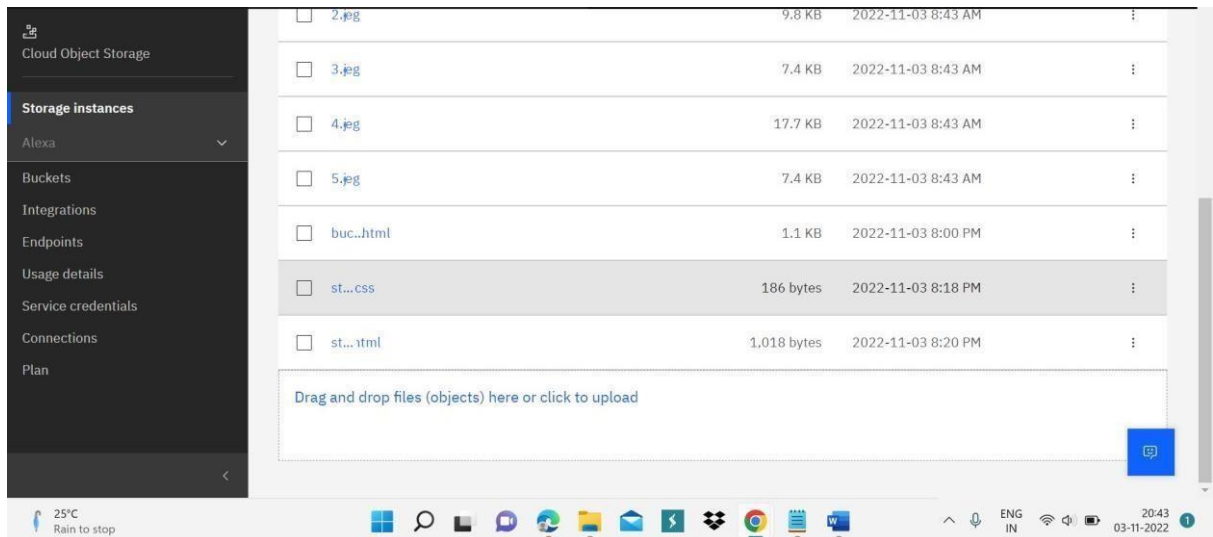 Cloud Object Storage
Storage instances
Alexa
Buckets
Integrations
Endpoints
Usage details
Service credentials
Connections
Plan
2.jeg 9.8 KB 2022-11-03 8:43 AM
3.jeg 7.4 KB 2022-11-03 8:43 AM
4.jeg 17.7 KB 2022-11-03 8:43 AM
5.jeg 7.4 KB 2022-11-03 8:43 AM
buc..html 1.1 KB 2022-11-03 8:00 PM
st...css 186 bytes 2022-11-03 8:18 PM
st... 1,018 bytes 2022-11-03 8:20 PM
Drag and drop files (objects) here or click to upload
25°C
Rain to stop
ENG
IN
20:43
03-11-2022
1